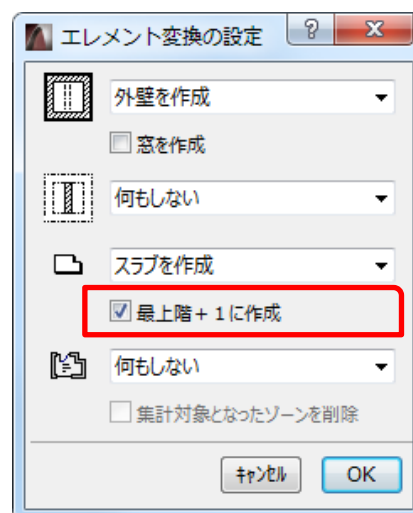 エレメント変換の設定
外壁を作成
窓を作成
何もしない
スラブを作成
最上階+1に作成
何もしない
集計対象となったゾーンを削除
ｷｬﾝｾﾙ OK